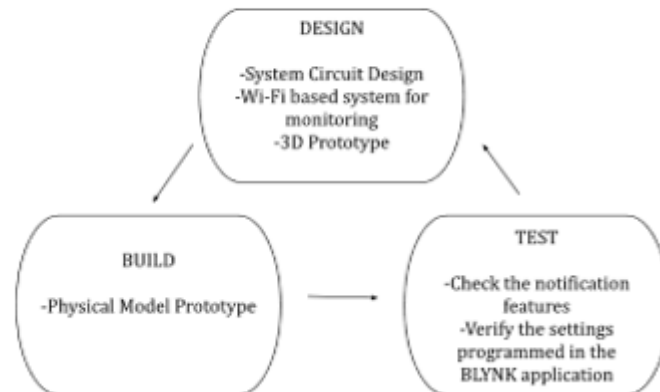 DESIGN
-System Circuit Design
-Wi-Fi based system for
monitoring
-3D Prototype
BUILD
-Physical Model Prototype
TEST
-Check the notification
features
-Verify the settings
programmed in the
BLYNK application